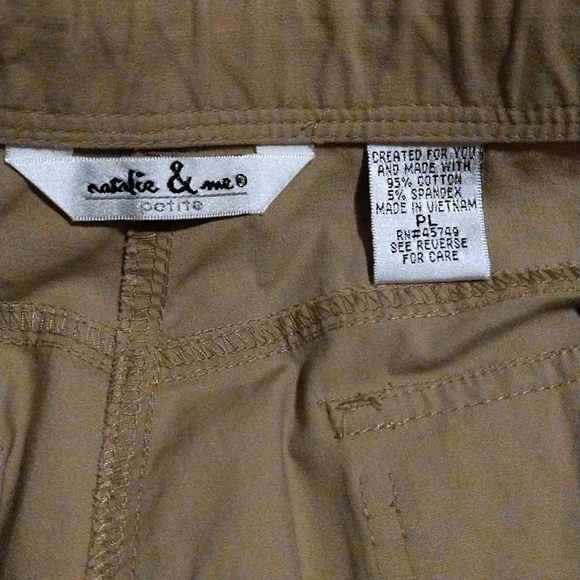 natalie & me®
petite
CREATED FOR YOU
AND MADE WITH
95% COTTON
5% SPANDEX
MADE IN VIETNAM
PL
RN#45749
SEE REVERSE
FOR CARE